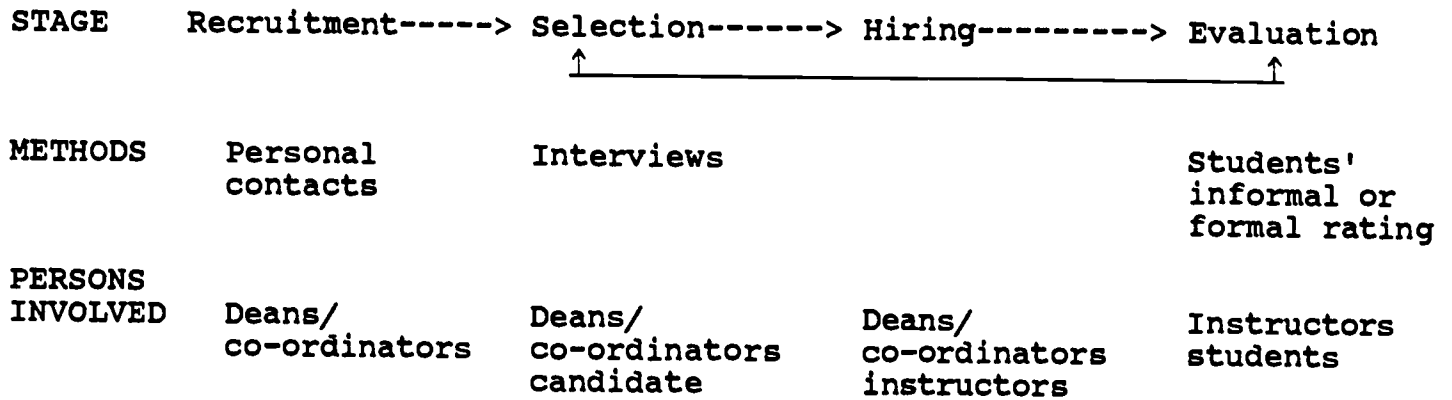 STAGE Recruitment-----> Selection------> Hiring---------> Evaluation
METHODS Personal contacts Interviews Students' informal or formal rating
PERSONS INVOLVED Deans/ co-ordinators Deans/ co-ordinators candidate Deans/ co-ordinators instructors Instructors students